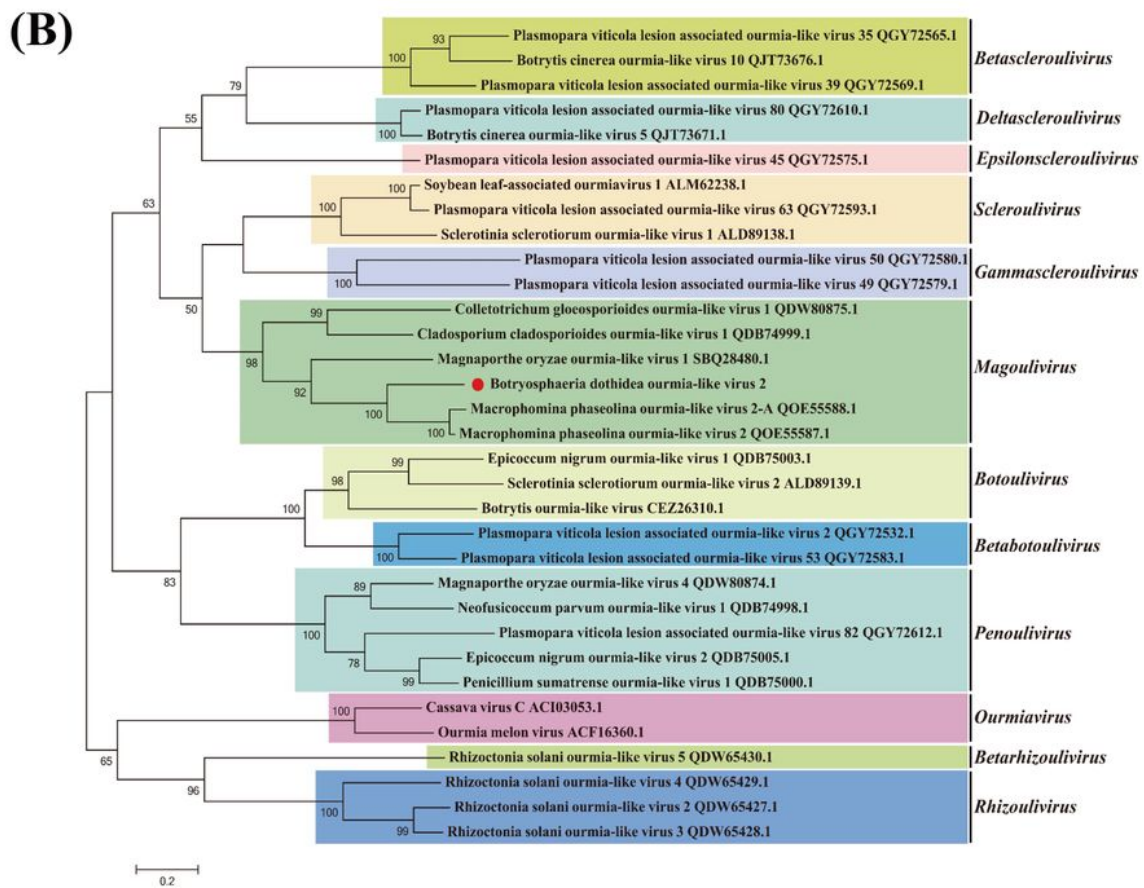 (B)
Plasmopara viticola lesion associated ourmia-like virus 35 QGY72565.1
93
Botrytis cinerea ourmia-like virus 10 QJT73676.1
100
Betascleroulivirus
Plasmopara viticola lesion associated ourmia-like virus 39 QGY72569.1
79
Plasmopara viticola lesion associated ourmia-like virus 80 QGY72610.1
Deltascleroulivirus
100
Botrytis cinerea ourmia-like virus 5 QJT73671.1
55
Plasmopara viticola lesion associated ourmia-like virus 45 QGY72575.1
Epsilonscleroulivirus
Soybean leaf-associated ourmiavirus 1 ALM62238.1
100
63
100
Plasmopara viticola lesion associated ourmia-like virus 63 QGY72593.1
Scleroulivirus
Sclerotinia sclerotiorum ourmia-like virus 1 ALD89138.1
Plasmopara viticola lesion associated ourmia-like virus 50 QGY72580.1
Gammascleroulivirus
100
Plasmopara viticola lesion associated ourmia-like virus 49 QGY72579.1
50
Colletotrichum gloeosporioides ourmia-like virus 1 QDW80875.1
99
Cladosporium cladosporioides ourmia-like virus 1 QDB74999.1
98
Magnaporthe oryzae ourmia-like virus 1 SBQ28480.1
Magoulivirus
92
Botryosphaeria dothidea ourmia-like virus 2
100
Macrophomina phaseolina ourmia-like virus 2-A QOE55588.1
100
Macrophomina phaseolina ourmia-like virus 2 QOE55587.1
Epicoccum nigrum ourmia-like virus 1 QDB75003.1
99
98
Sclerotinia sclerotiorum ourmia-like virus 2 ALD89139.1
Botoulivirus
100
Botrytis ourmia-like virus CEZ26310.1
Plasmopara viticola lesion associated ourmia-like virus 2 QGY72532.1
Betabotoulivirus
100
Plasmopara viticola lesion associated ourmia-like virus 53 QGY72583.1
83
Magnaporthe oryzae ourmia-like virus 4 QDW80874.1
89
Neofusicoccum parvum ourmia-like virus 1 QDB74998.1
100
Plasmopara viticola lesion associated ourmia-like virus 82 QGY72612.1
Penoulivirus
78
Epicoccum nigrum ourmia-like virus 2 QDB75005.1
99
Penicillium sumatrense ourmia-like virus 1 QDB75000.1
Cassava virus C ACI03053.1
100
Ourmiavirus
Ourmia melon virus ACF16360.1
65
Rhizoctonia solani ourmia-like virus 5 QDW65430.1
Betarhizoulivirus
96
Rhizoctonia solani ourmia-like virus 4 QDW65429.1
100
Rhizoctonia solani ourmia-like virus 2 QDW65427.1
Rhizoulivirus
99
Rhizoctonia solani ourmia-like virus 3 QDW65428.1
0.2